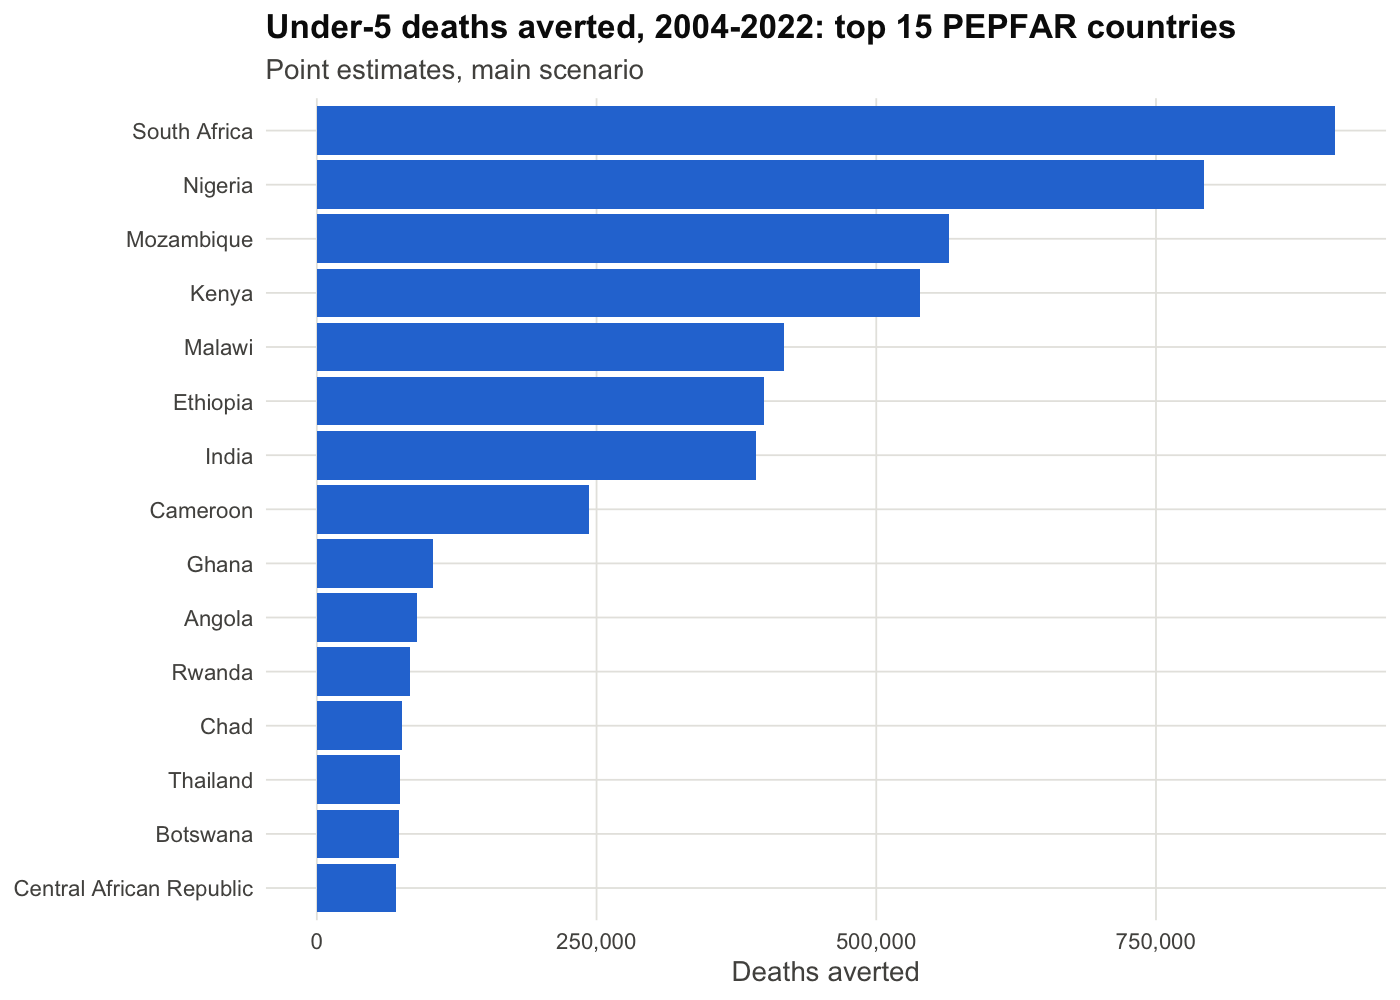 Under-5 deaths averted, 2004-2022: top 15 PEPFAR countries
Point estimates, main scenario
South Africa
Nigeria
Mozambique
Kenya
Malawi
Ethiopia
India
Cameroon
Ghana
Angola
Rwanda
Chad
Thailand
Botswana
Central African Republic
0
250,000
500,000
750,000
Deaths averted